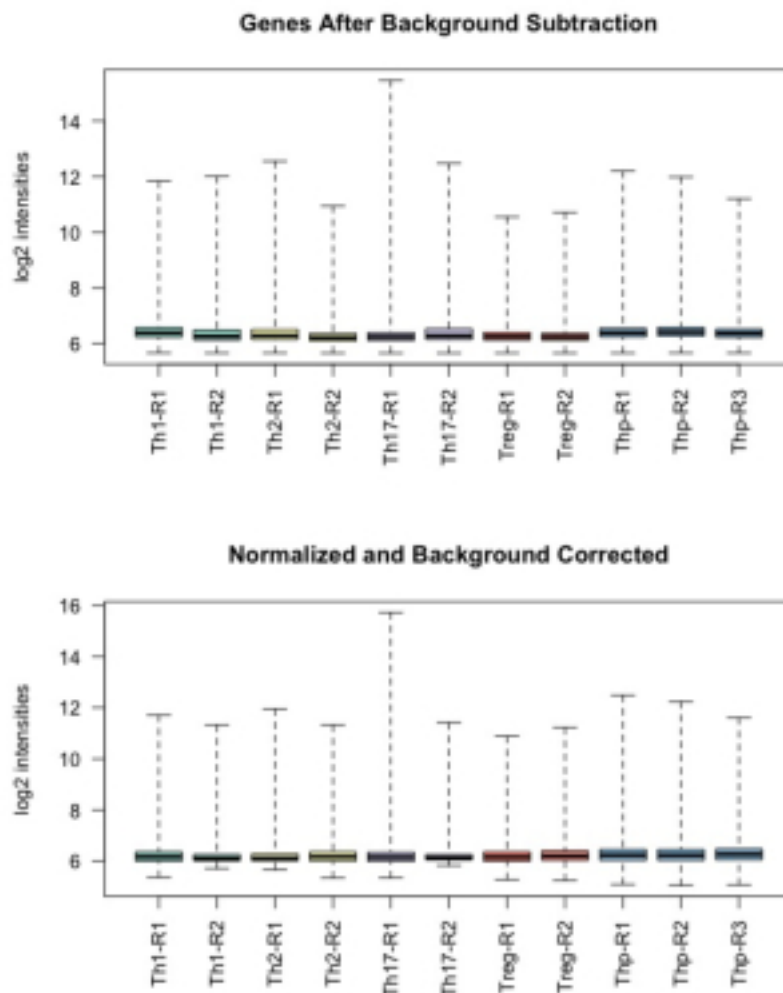 Genes After Background Subtraction
log2 intensities
14
12
10
8
6
Th1-R1
Th1-R2
Th2-R1
Th2-R2
Th17-R1
Th17-R2
Treg-R1
Treg-R2
Thp-R1
Thp-R2
Thp-R3
Normalized and Background Corrected
log2 intensities
16
14
12
10
8
6
Th1-R1
Th1-R2
Th2-R1
Th2-R2
Th17-R1
Th17-R2
Treg-R1
Treg-R2
Thp-R1
Thp-R2
Thp-R3